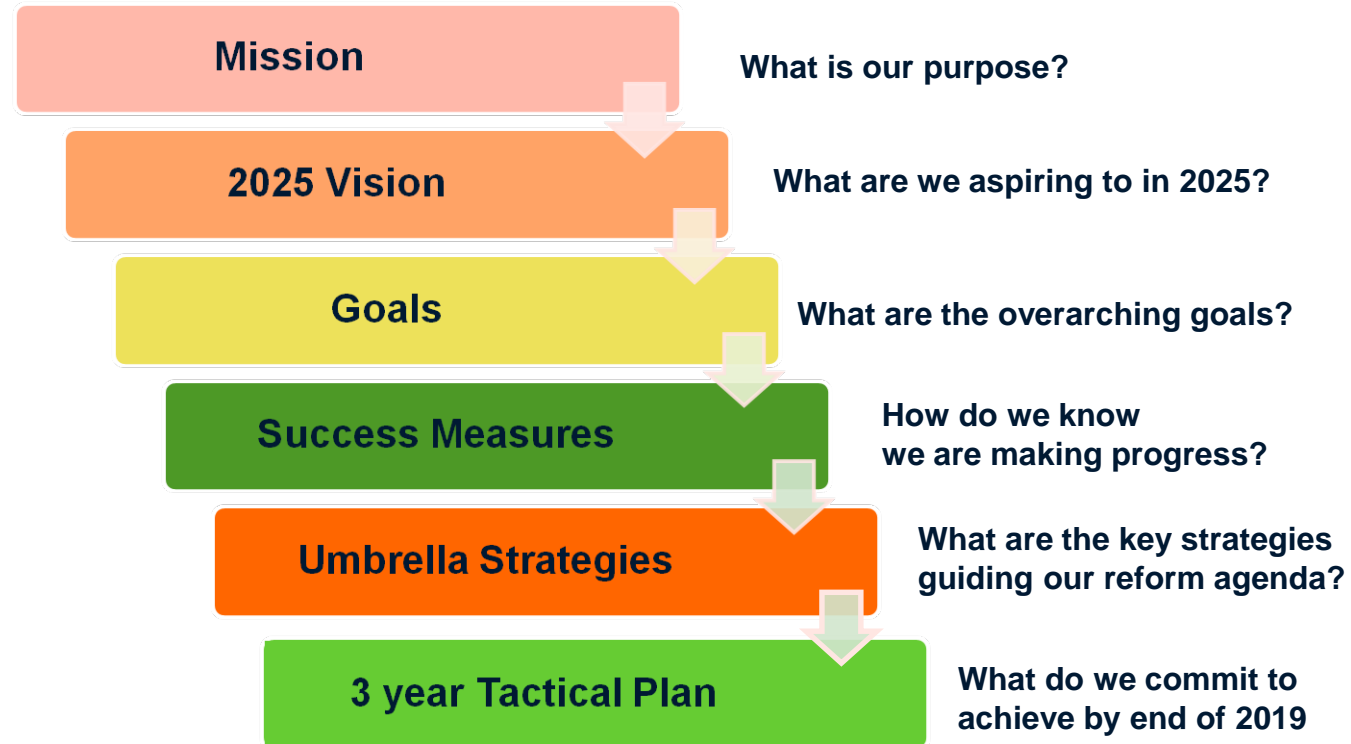 Mission
What is our purpose?
2025 Vision
What are we aspiring to in 2025?
Goals
What are the overarching goals?
Success Measures
How do we know
we are making progress?
Umbrella Strategies
What are the key strategies
guiding our reform agenda?
3 year Tactical Plan
What do we commit to
achieve by end of 2019